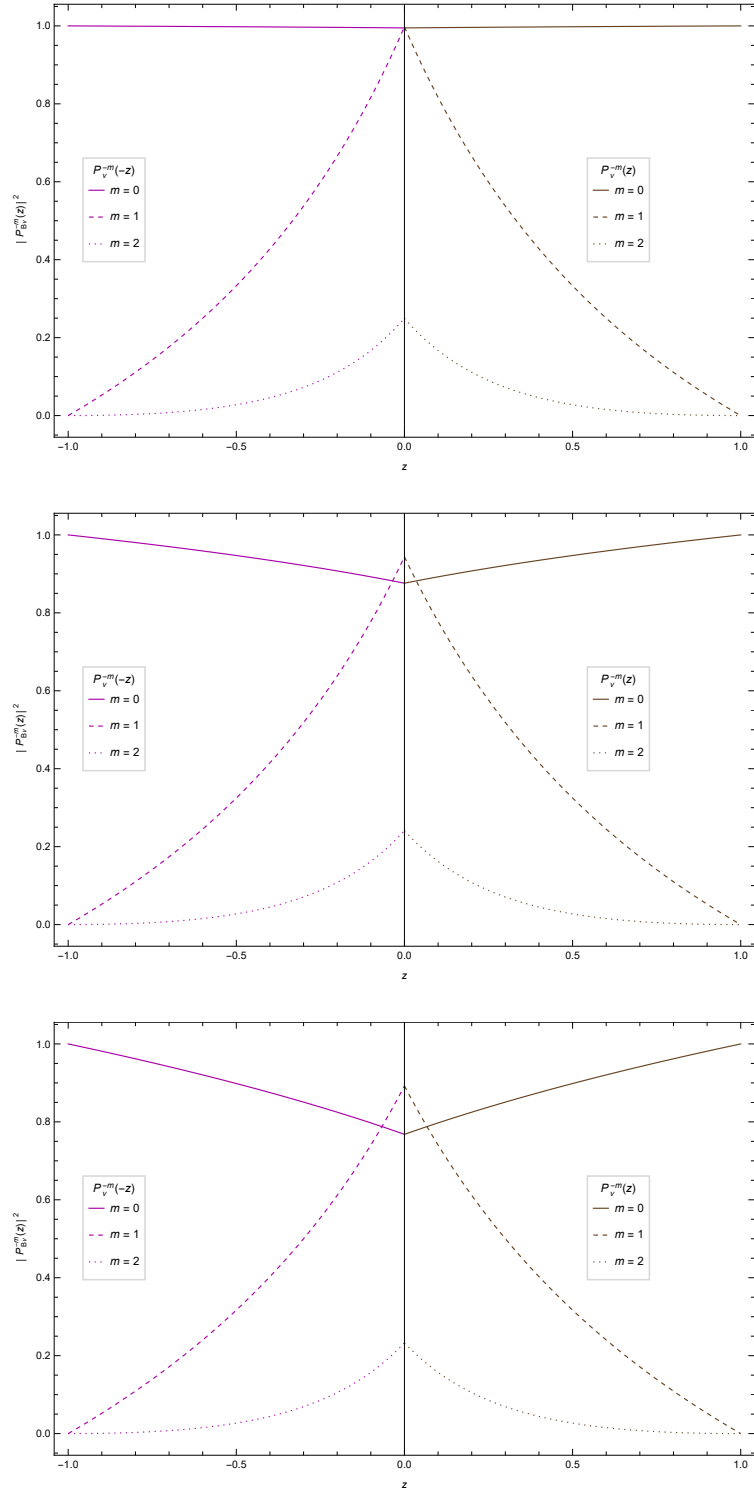 1.0
0.8
0.6
0.4
0.2
0.0
| P_{Bν}^{-m}(z) |^2
P_ν^{-m}(-z)
m = 0
m = 1
m = 2
P_ν^{-m}(z)
m = 0
m = 1
m = 2
-1.0 -0.5 0.0 0.5 1.0
z
1.0
0.8
0.6
0.4
0.2
0.0
| P_{Bν}^{-m}(z) |^2
P_ν^{-m}(-z)
m = 0
m = 1
m = 2
P_ν^{-m}(z)
m = 0
m = 1
m = 2
-1.0 -0.5 0.0 0.5 1.0
z
1.0
0.8
0.6
0.4
0.2
0.0
| P_{Bν}^{-m}(z) |^2
P_ν^{-m}(-z)
m = 0
m = 1
m = 2
P_ν^{-m}(z)
m = 0
m = 1
m = 2
-1.0 -0.5 0.0 0.5 1.0
z